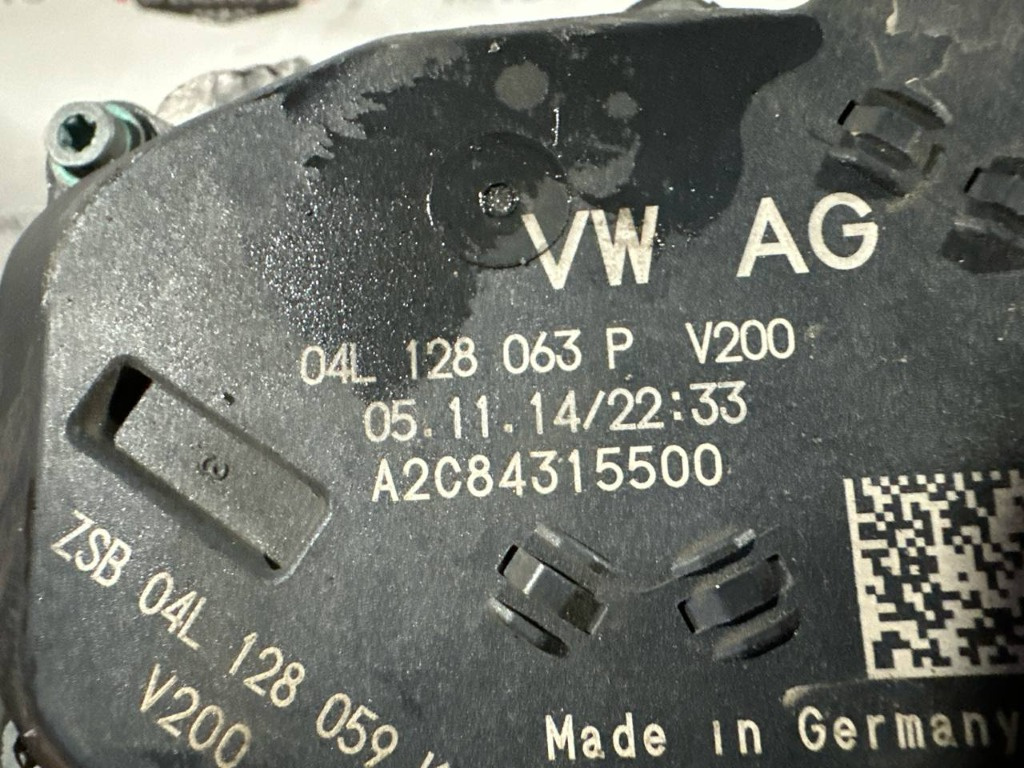 VW AG
04L 128 063 P V200
05.11.14/22:33
A2C84315500
3
ZSB 04L 128 059
V200
Made in Germany